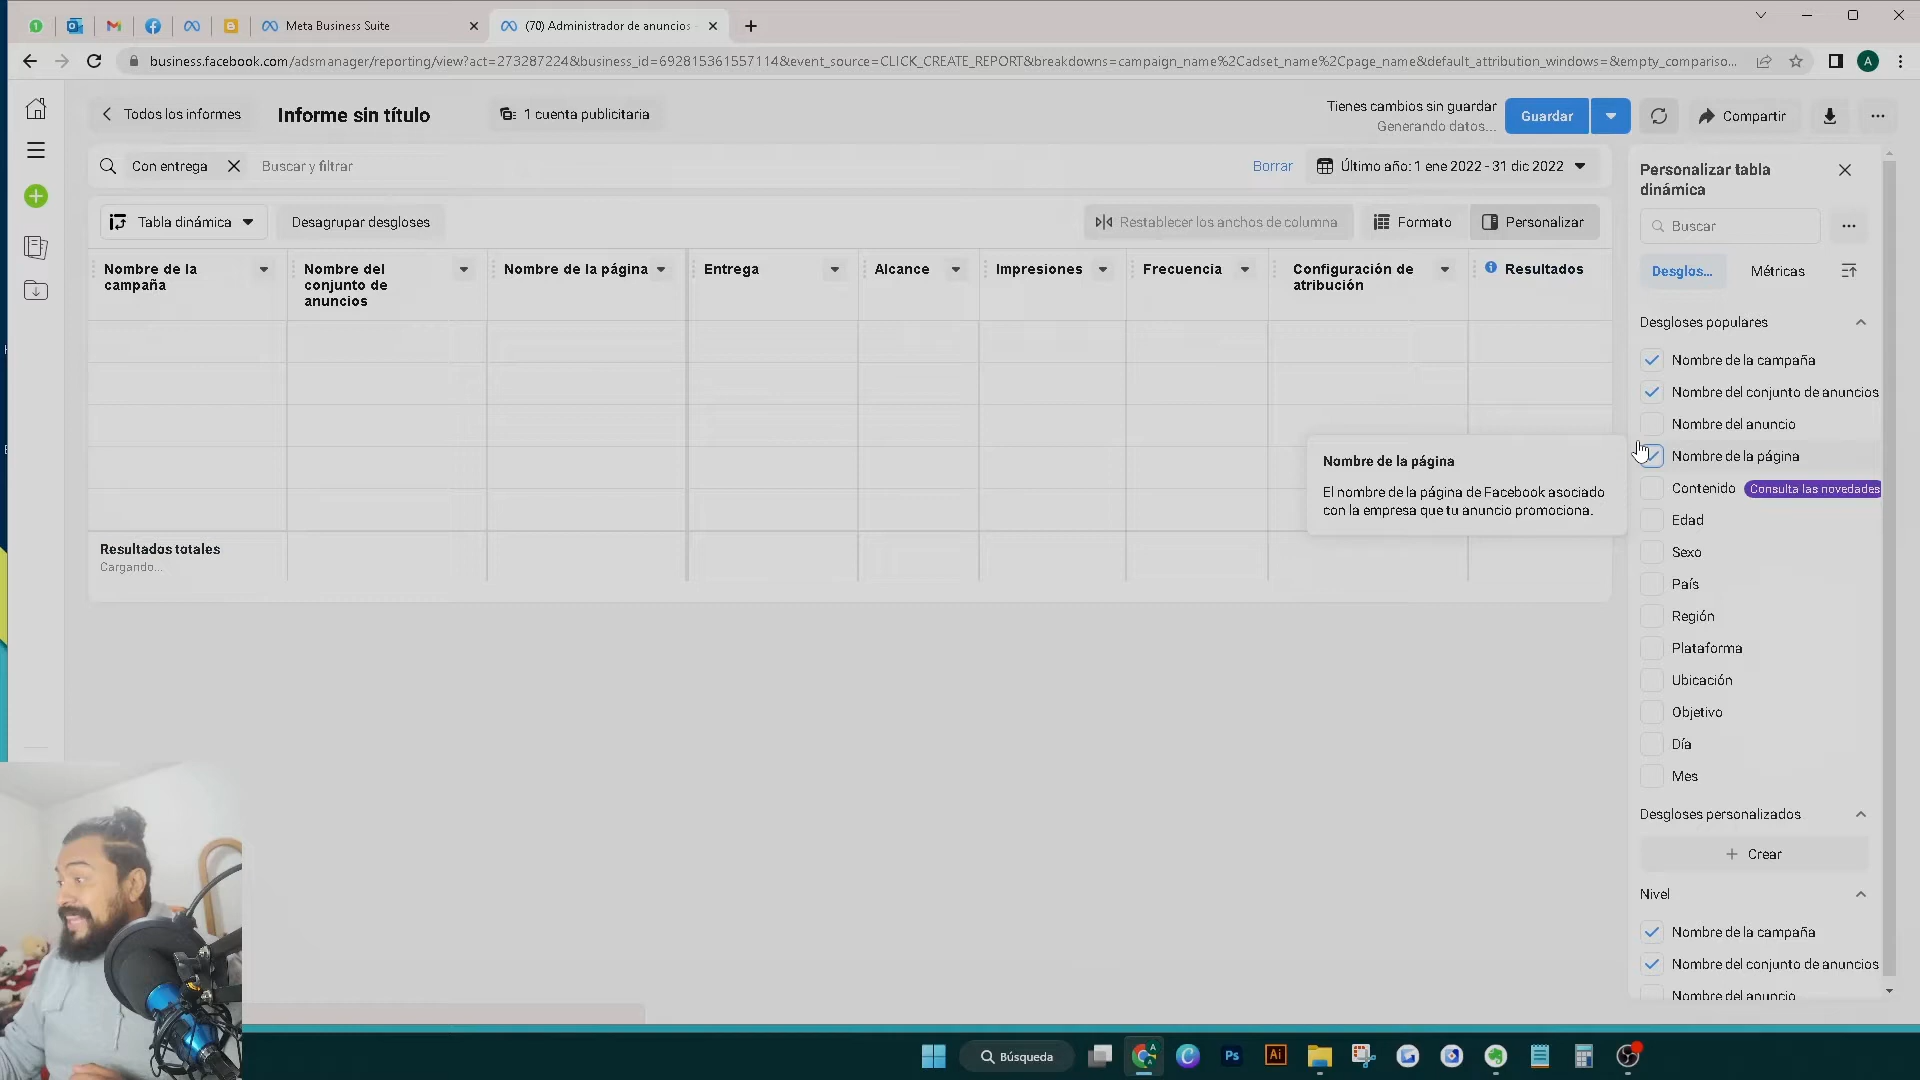 Meta Business Suite
(70) Administrador de anuncios
business.facebook.com/adsmanager/reporting/view?act=273287224&business_id=692815361557114&event_source=CLICK_CREATE_REPORT&breakdowns=campaign_name%2Cadset_name%2Cpage_name&default_attribution_windows=&empty_compariso...
A
Todos los informes
Informe sin título
1 cuenta publicitaria
Tienes cambios sin guardar
Generando datos...
Guardar
Compartir
Con entrega
Buscar y filtrar
Borrar
Último año: 1 ene 2022 - 31 dic 2022
Tabla dinámica
Desagrupar desgloses
Restablecer los anchos de columna
Formato
Personalizar
Nombre de la campaña
Nombre del conjunto de anuncios
Nombre de la página
Entrega
Alcance
Impresiones
Frecuencia
Configuración de atribución
Resultados
Resultados totales
Cargando...
Nombre de la página
El nombre de la página de Facebook asociado
con la empresa que tu anuncio promociona.
Personalizar tabla
dinámica
Buscar
Desglos...
Métricas
Desgloses populares
Nombre de la campaña
Nombre del conjunto de anuncios
Nombre del anuncio
Nombre de la página
Contenido Consulta las novedades
Edad
Sexo
País
Región
Plataforma
Ubicación
Objetivo
Día
Mes
Desgloses personalizados
+ Crear
Nivel
Nombre de la campaña
Nombre del conjunto de anuncios
Nombre del anuncio
Búsqueda
A
Ps
Ai